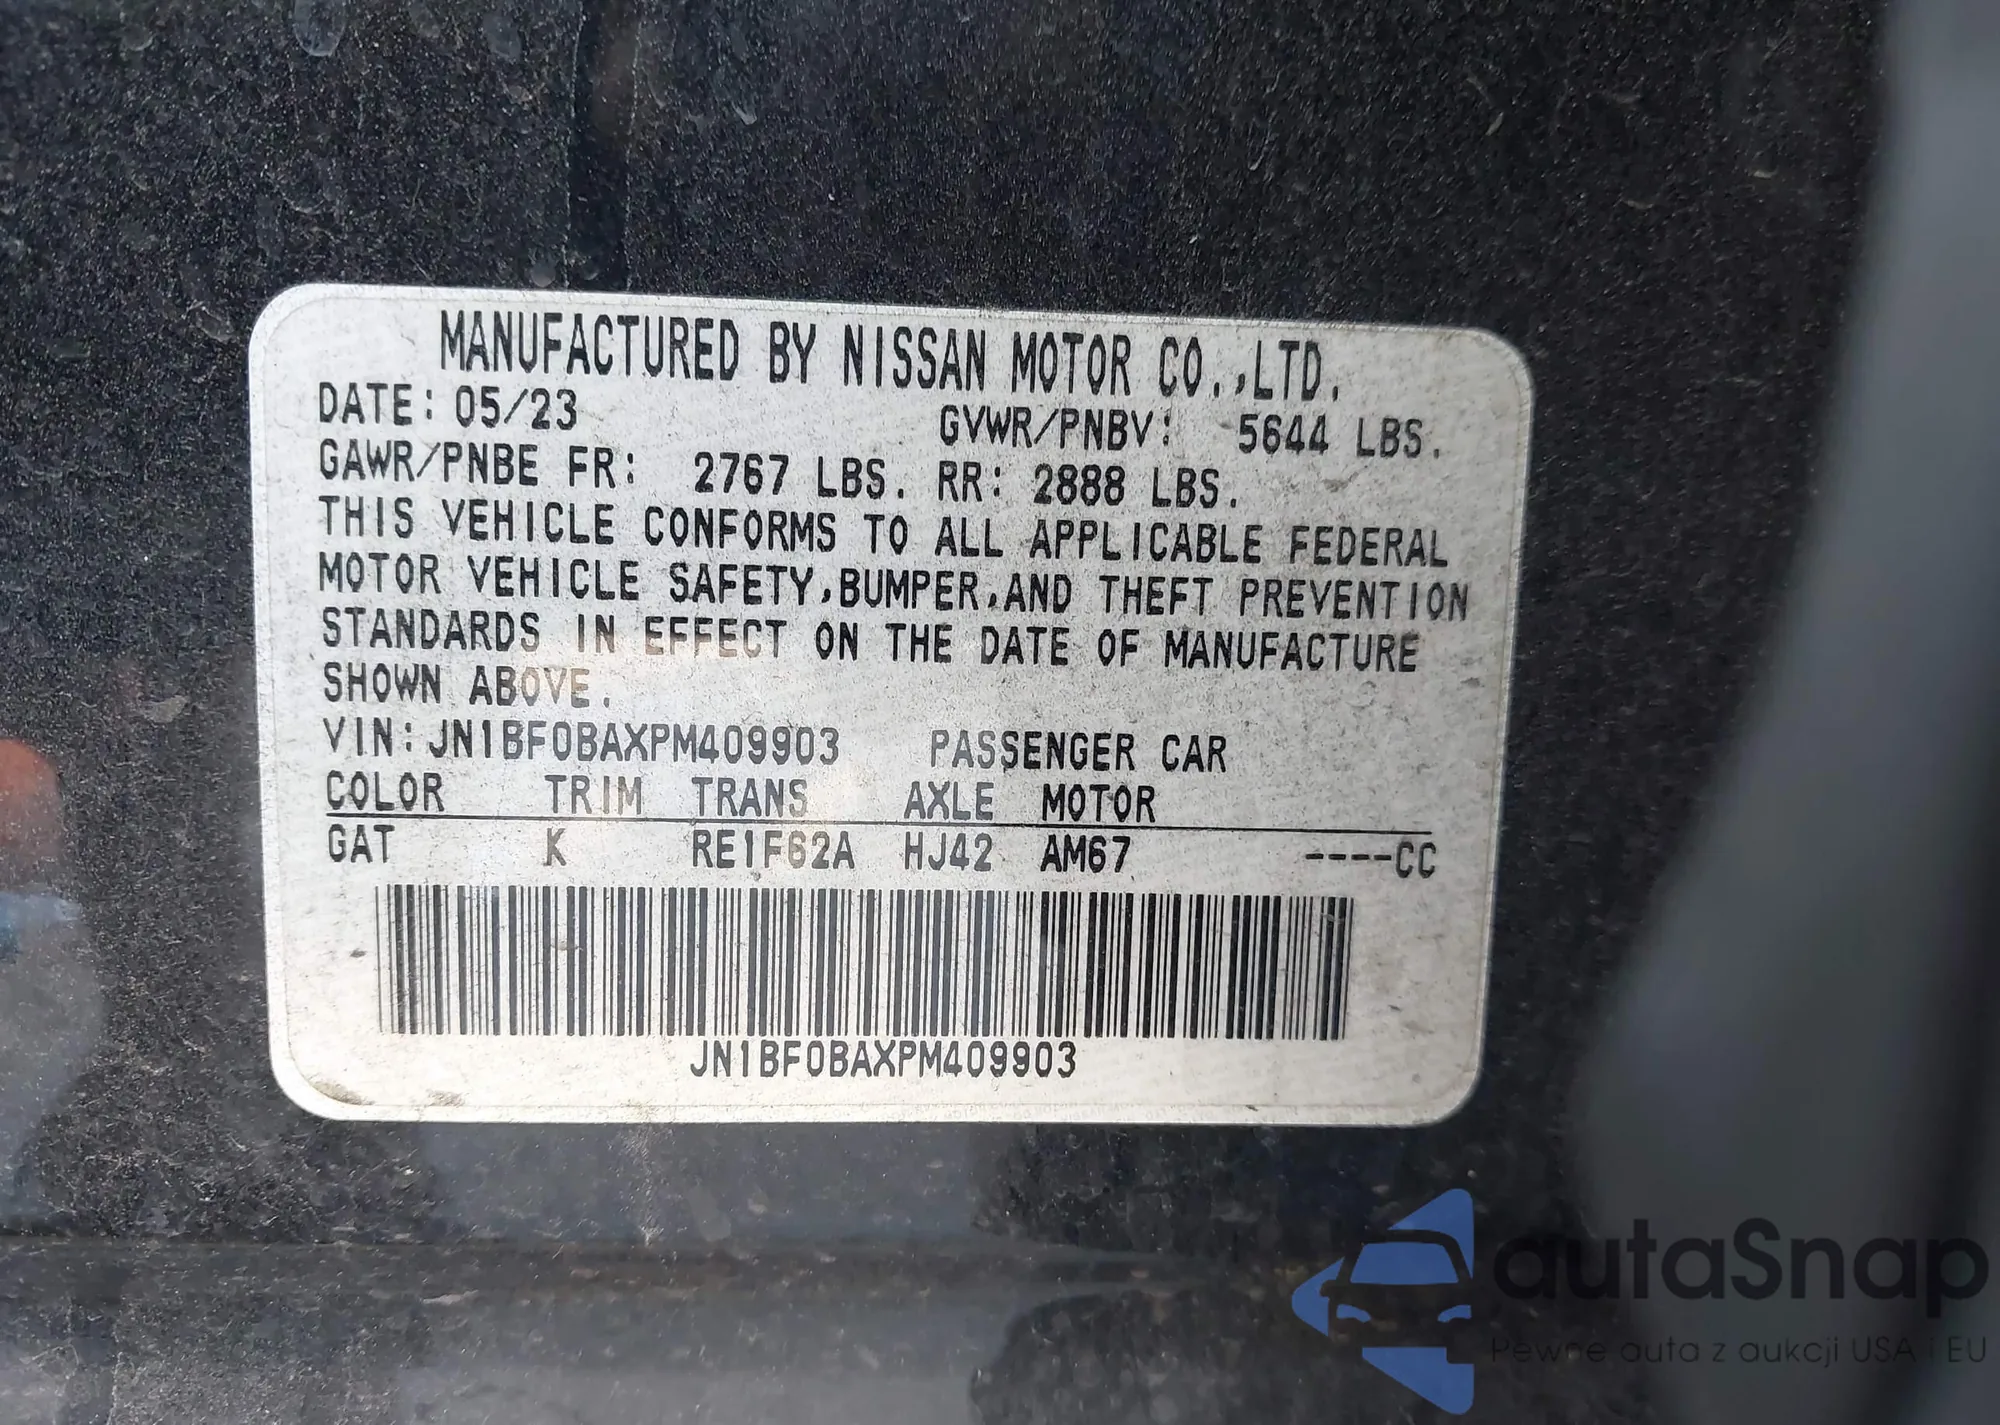 MANUFACTURED BY NISSAN MOTOR CO.,LTD.
DATE: 05/23 GVWR/PNBV: 5644 LBS.
GAWR/PNBE FR: 2767 LBS. RR: 2888 LBS.
THIS VEHICLE CONFORMS TO ALL APPLICABLE FEDERAL
MOTOR VEHICLE SAFETY,BUMPER,AND THEFT PREVENTION
STANDARDS IN EFFECT ON THE DATE OF MANUFACTURE
SHOWN ABOVE.
VIN: JN1BF0BAXPM409903 PASSENGER CAR
COLOR TRIM TRANS AXLE MOTOR
GAT K RE1F62A HJ42 AM67 ----CC
JN1BF0BAXPM409903
autaSnap
Pewne auta z aukcji USA i EU